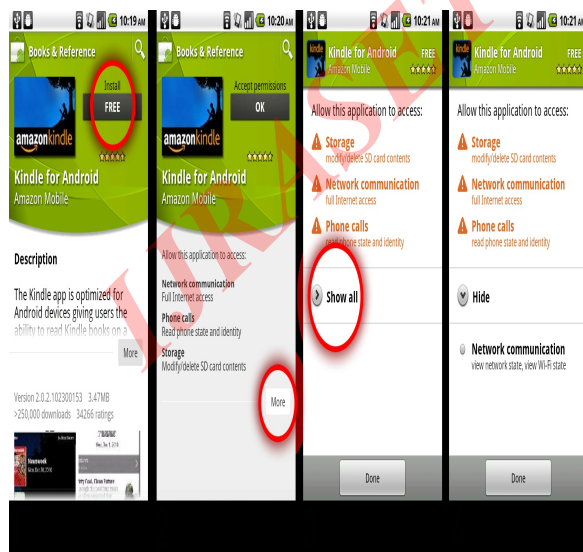 10:19 AM
Books & Reference
Install
FREE
amazonkindle
Kindle for Android
Amazon Mobile
Description
The Kindle app is optimized for
Android devices giving users the
ability to read Kindle books on a
More
Version 2.0.2.102300153 3.47MB
>250,000 downloads 34266 ratings
Newsweek
10:20 AM
Books & Reference
Accept permissions
OK
amazonkindle
Kindle for Android
Amazon Mobile
Allow this application to access:
Network communication
Full Internet access
Phone calls
Read phone state and identity
Storage
Modify/delete SD card contents
More
10:21 AM
kindle
Kindle for Android
FREE
Amazon Mobile
Allow this application to access:
Storage
modify/delete SD card contents
Network communication
full Internet access
Phone calls
read phone state and identity
Show all
Done
10:21 AM
kindle
Kindle for Android
FREE
Amazon Mobile
Allow this application to access:
Storage
modify/delete SD card contents
Network communication
full Internet access
Phone calls
read phone state and identity
Hide
Network communication
view network state, view Wi-Fi state
Done
IJRASET